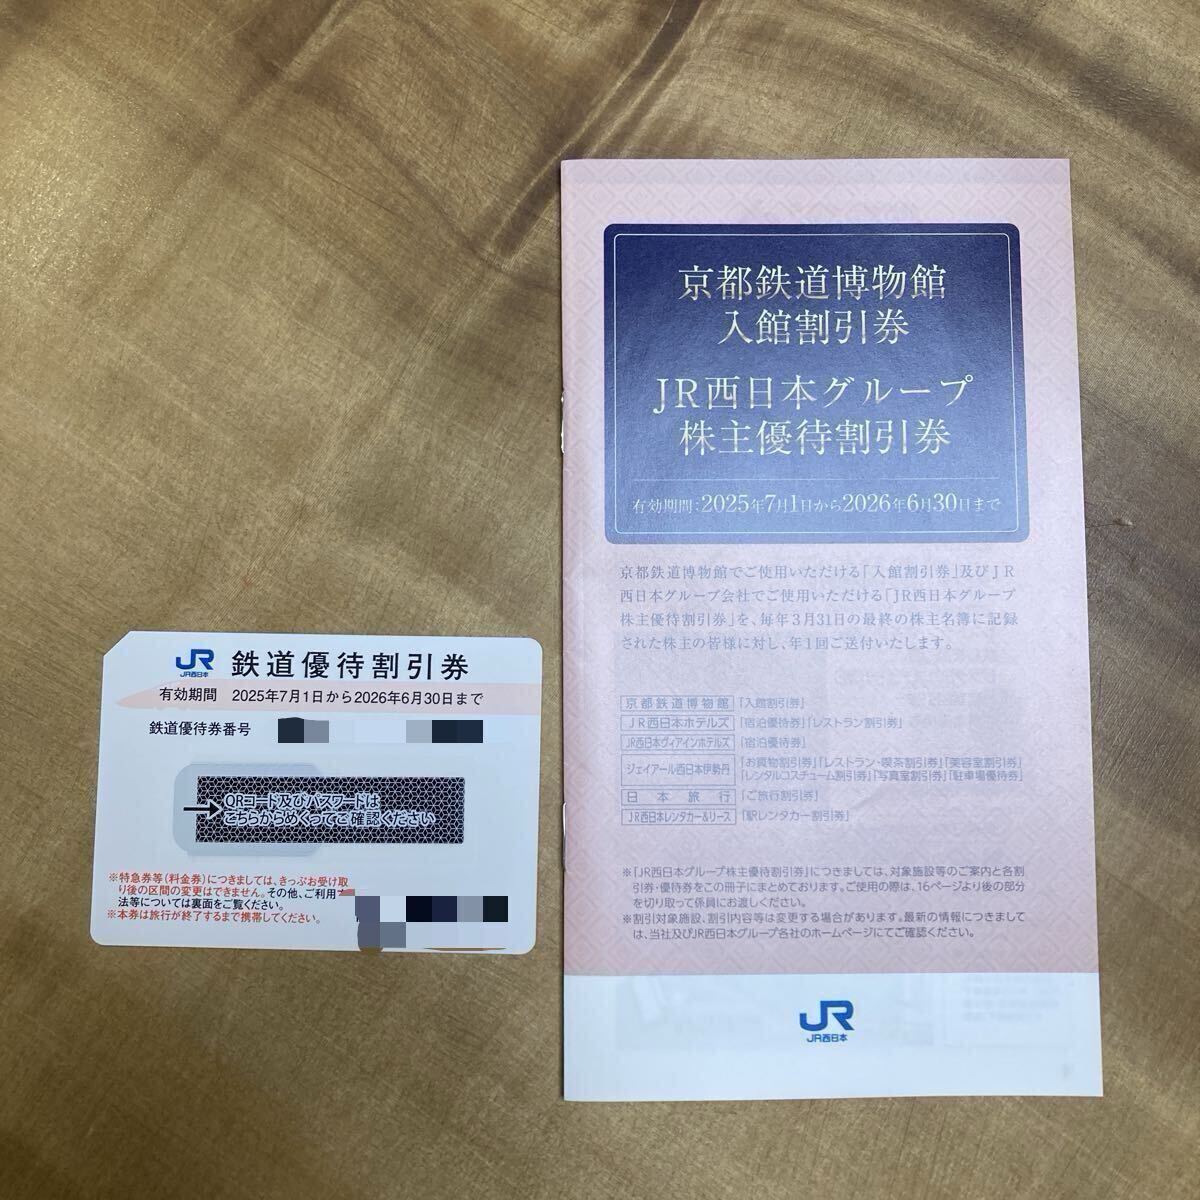 JR
JR西日本
鉄道優待割引券
有効期間 2025年7月1日から2026年6月30日まで
鉄道優待券番号
QRコード及びパスワードは
こちらからめくってご確認ください
※特急券等(料金券)につきましては、きっぷお受け取
り後の区間の変更はできません。その他、ご利用方
法等については裏面をご覧ください。
※本券は旅行が終了するまで携帯してください。
京都鉄道博物館
入館割引券
JR西日本グループ
株主優待割引券
有効期間:2025年7月1日から2026年6月30日まで
京都鉄道博物館でご使用いただける「入館割引券」及びJR
西日本グループ会社でご使用いただける「JR西日本グループ
株主優待割引券」を、毎年3月31日の最終の株主名簿に記録
された株主の皆様に対し、年1回ご送付いたします。
京都鉄道博物館 「入館割引券」
JR西日本ホテルズ 「宿泊優待券」「レストラン割引券」
JR西日本ヴィアインホテルズ 「宿泊優待券」
ジェイアール西日本伊勢丹 「お買物割引券」「レストラン・喫茶割引券」「美容室割引券」
「レンタルコスチューム割引券」「写真室割引券」「駐車場優待券」
日本旅行 「ご旅行割引券」
JR西日本レンタカー&リース 「駅レンタカー割引券」
※「JR西日本グループ株主優待割引券」につきましては、対象施設等のご案内と各割
引券・優待券をこの冊子にまとめております。ご使用の際は、16ページより後の部分
を切り取って係員にお渡しください。
※割引対象施設、割引内容等は変更する場合があります。最新の情報につきまして
は、当社及びJR西日本グループ各社のホームページにてご確認ください。
JR
JR西日本